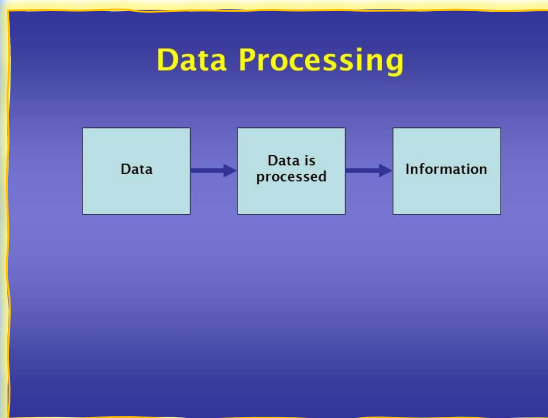 Data Processing
Data
Data is
processed
Information